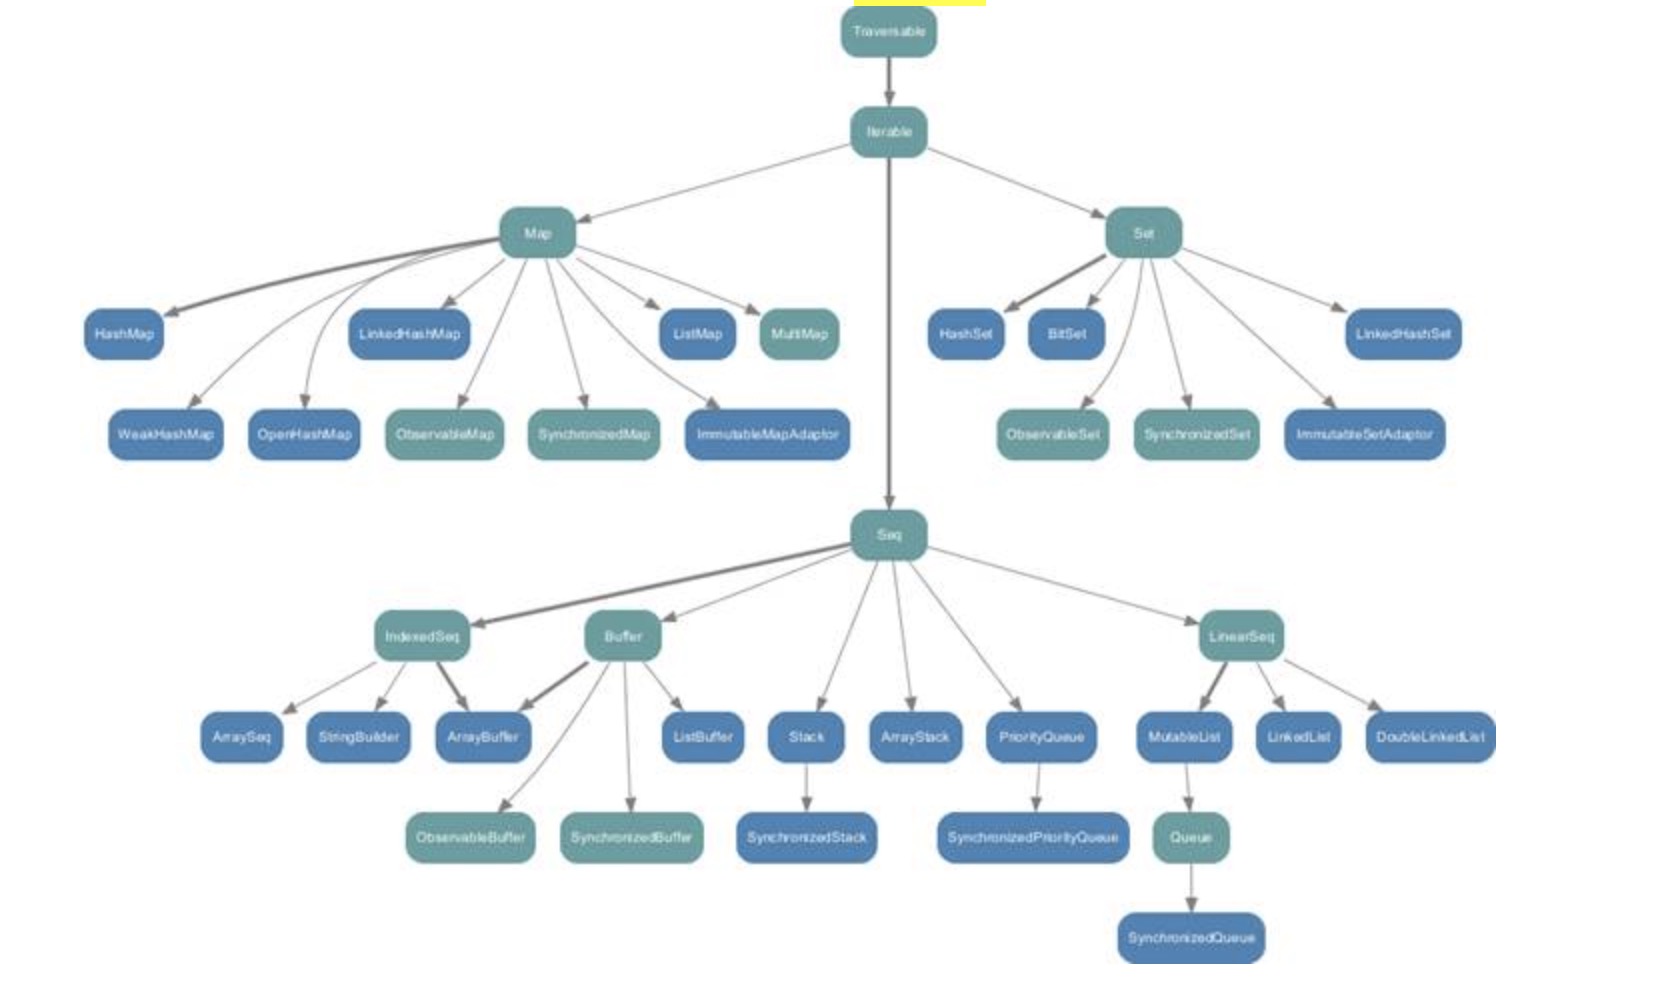 Traversable
Iterable
Map
Set
HashMap
LinkedHashMap
ListMap
MultiMap
HashSet
BitSet
LinkedHashSet
WeakHashMap
OpenHashMap
ObservableMap
SynchronizedMap
ImmutableMapAdaptor
ObservableSet
SynchronizedSet
ImmutableSetAdaptor
Seq
IndexedSeq
Buffer
LinearSeq
ArraySeq
StringBuilder
ArrayBuffer
ListBuffer
Stack
ArrayStack
PriorityQueue
MutableList
LinkedList
DoubleLinkedList
ObservableBuffer
SynchronizedBuffer
SynchronizedStack
SynchronizedPriorityQueue
Queue
SynchronizedQueue